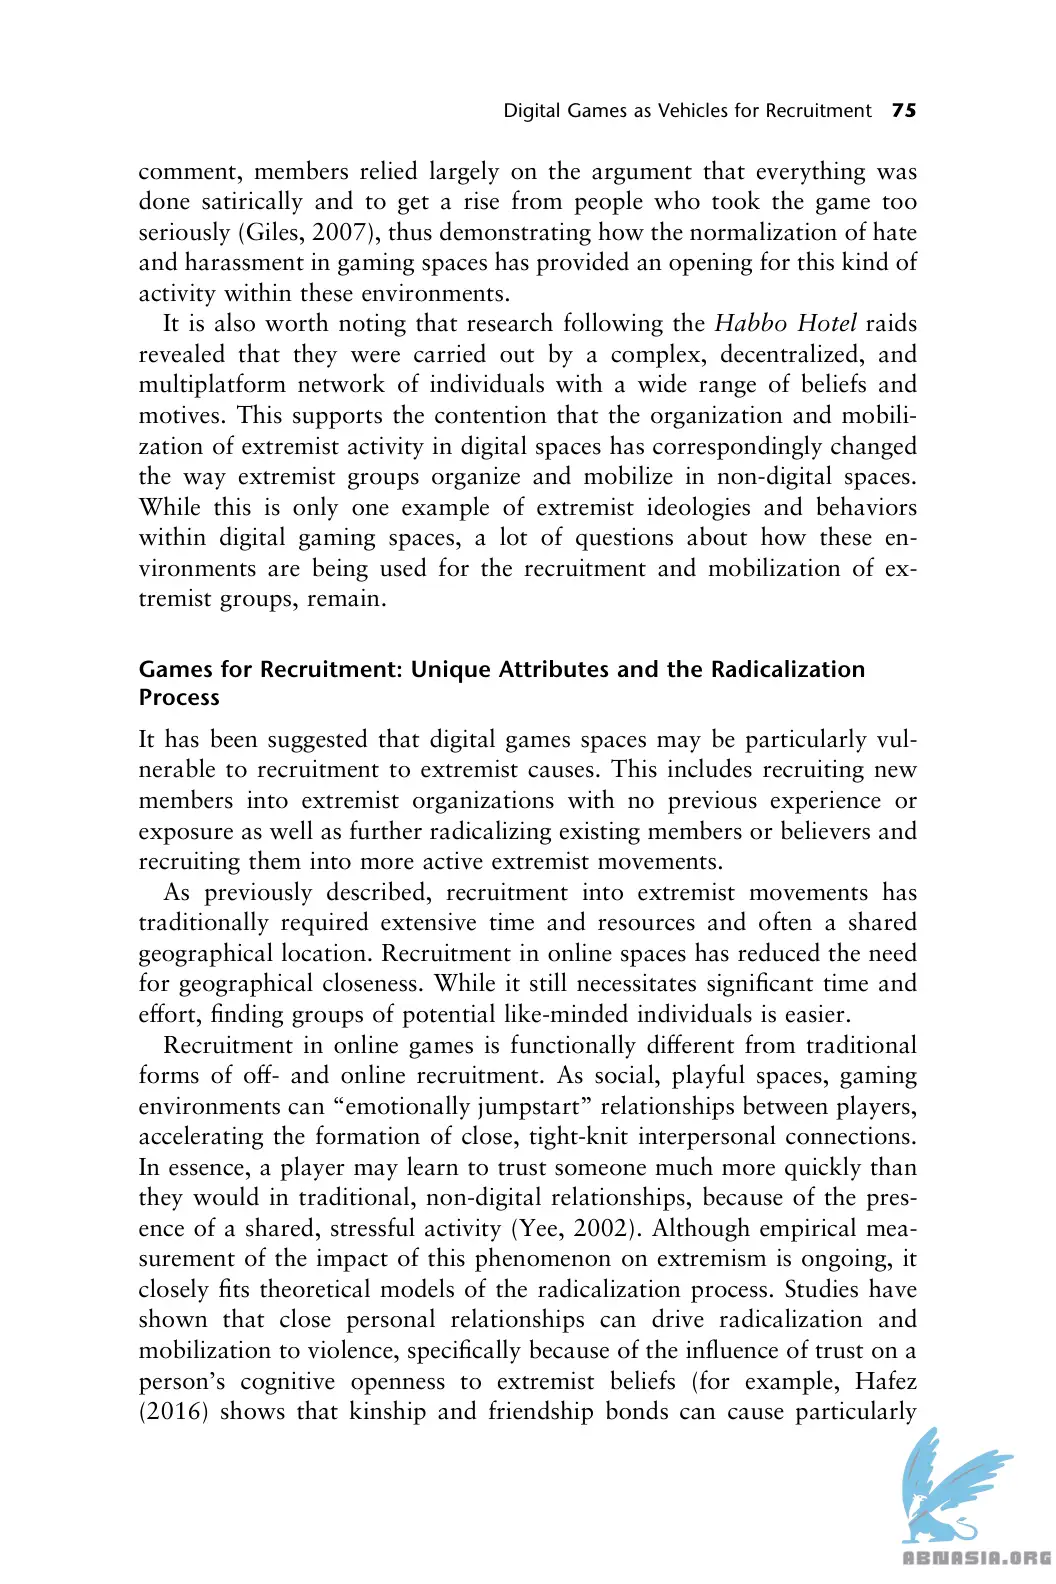 Digital Games as Vehicles for Recruitment 75
comment, members relied largely on the argument that everything was
done satirically and to get a rise from people who took the game too
seriously (Giles, 2007), thus demonstrating how the normalization of hate
and harassment in gaming spaces has provided an opening for this kind of
activity within these environments.
It is also worth noting that research following the Habbo Hotel raids
revealed that they were carried out by a complex, decentralized, and
multiplatform network of individuals with a wide range of beliefs and
motives. This supports the contention that the organization and mobili-
zation of extremist activity in digital spaces has correspondingly changed
the way extremist groups organize and mobilize in non-digital spaces.
While this is only one example of extremist ideologies and behaviors
within digital gaming spaces, a lot of questions about how these en-
vironments are being used for the recruitment and mobilization of ex-
tremist groups, remain.
Games for Recruitment: Unique Attributes and the Radicalization
Process
It has been suggested that digital games spaces may be particularly vul-
nerable to recruitment to extremist causes. This includes recruiting new
members into extremist organizations with no previous experience or
exposure as well as further radicalizing existing members or believers and
recruiting them into more active extremist movements.
As previously described, recruitment into extremist movements has
traditionally required extensive time and resources and often a shared
geographical location. Recruitment in online spaces has reduced the need
for geographical closeness. While it still necessitates significant time and
effort, finding groups of potential like-minded individuals is easier.
Recruitment in online games is functionally different from traditional
forms of off- and online recruitment. As social, playful spaces, gaming
environments can “emotionally jumpstart” relationships between players,
accelerating the formation of close, tight-knit interpersonal connections.
In essence, a player may learn to trust someone much more quickly than
they would in traditional, non-digital relationships, because of the pres-
ence of a shared, stressful activity (Yee, 2002). Although empirical mea-
surement of the impact of this phenomenon on extremism is ongoing, it
closely fits theoretical models of the radicalization process. Studies have
shown that close personal relationships can drive radicalization and
mobilization to violence, specifically because of the influence of trust on a
person’s cognitive openness to extremist beliefs (for example, Hafez
(2016) shows that kinship and friendship bonds can cause particularly
ABNASIA.ORG